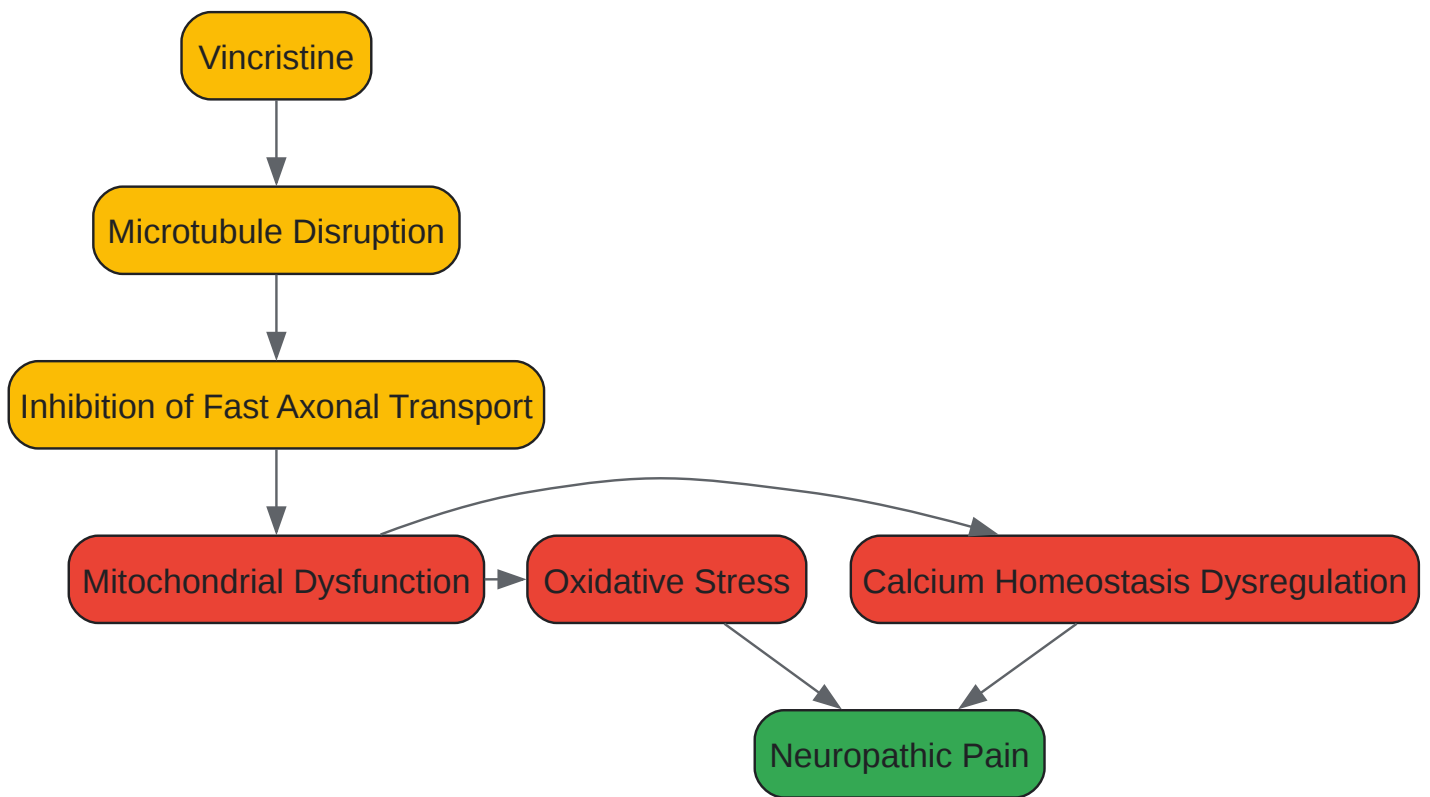 Vincristine
Microtubule Disruption
Inhibition of Fast Axonal Transport
Mitochondrial Dysfunction
Oxidative Stress
Calcium Homeostasis Dysregulation
Neuropathic Pain